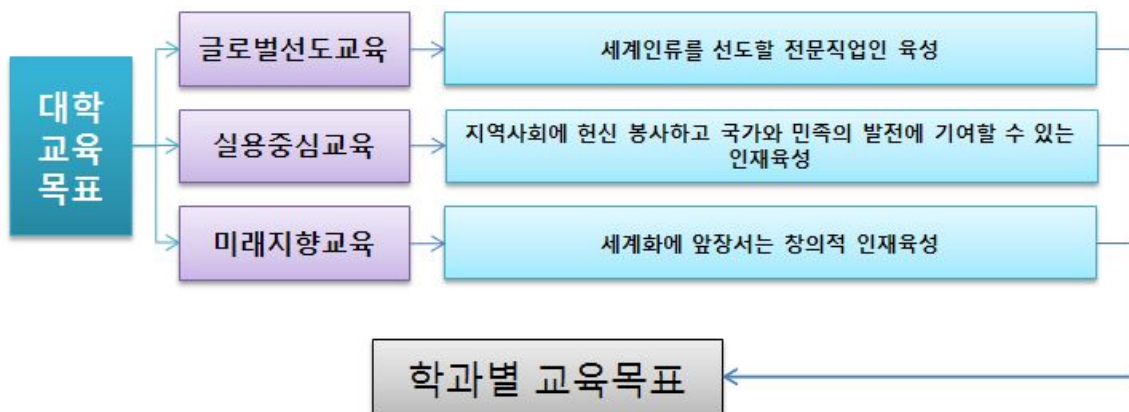 대학
교육
목표
글로벌선도교육
세계인류를 선도할 전문직업인 육성
실용중심교육
지역사회에 헌신 봉사하고 국가와 민족의 발전에 기여할 수 있는
인재육성
미래지향교육
세계화에 앞장서는 창의적 인재육성
학과별 교육목표